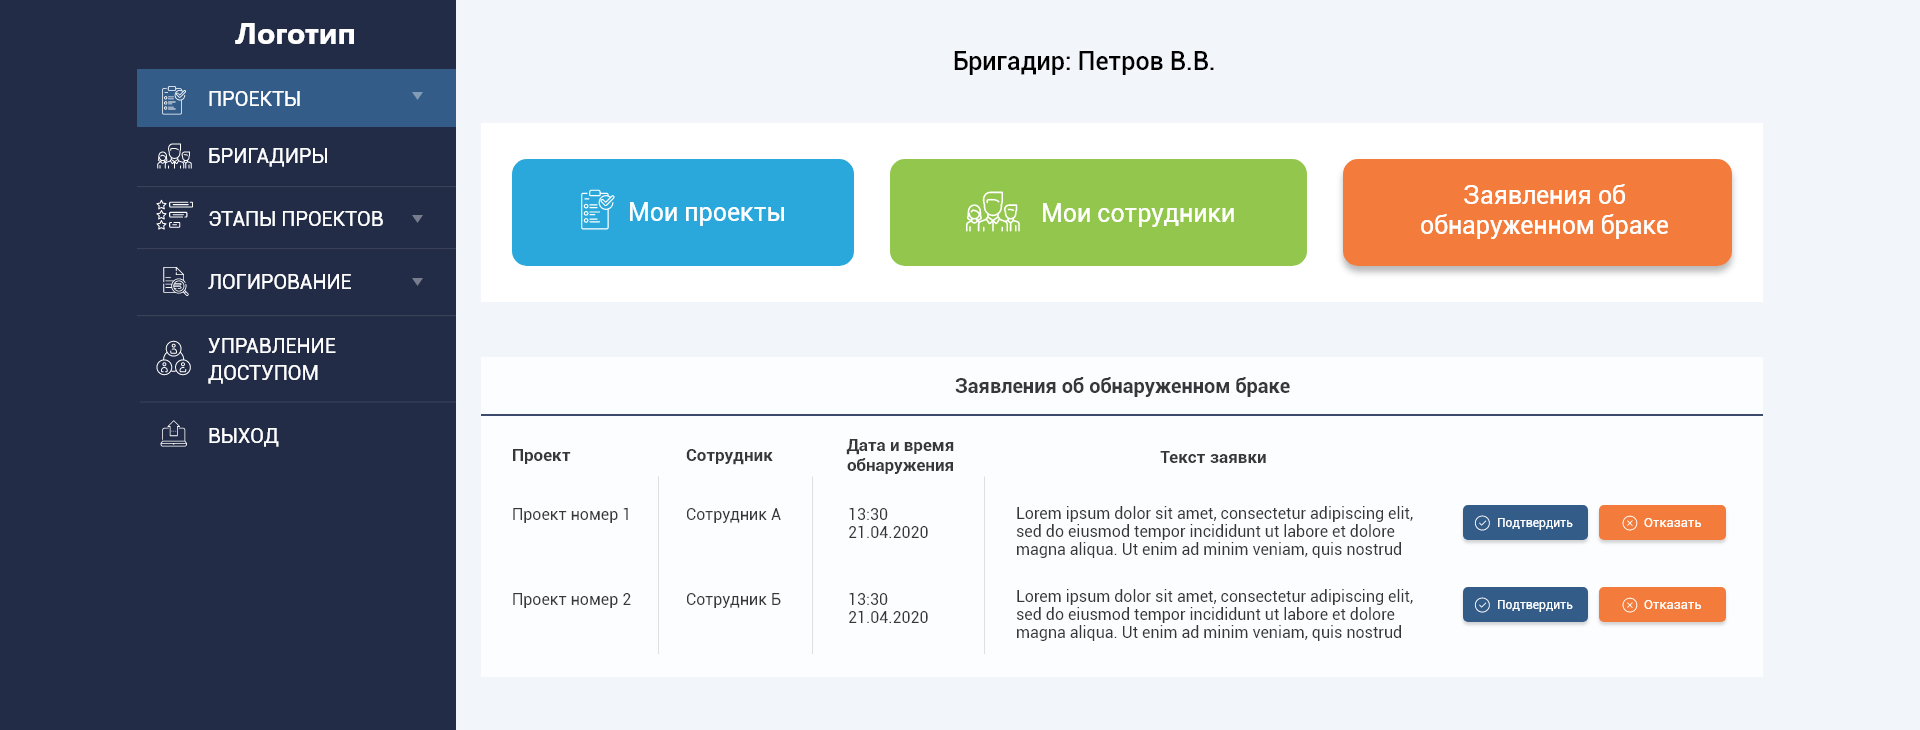 Логотип
ПРОЕКТЫ
БРИГАДИРЫ
ЭТАПЫ ПРОЕКТОВ
ЛОГИРОВАНИЕ
УПРАВЛЕНИЕ
ДОСТУПОМ
ВЫХОД
Бригадир: Петров В.В.
Мои проекты
Мои сотрудники
Заявления об
обнаруженном браке
Заявления об обнаруженном браке
Проект
Сотрудник
Дата и время
обнаружения
Текст заявки
Проект номер 1
Сотрудник А
13:30
21.04.2020
Lorem ipsum dolor sit amet, consectetur adipiscing elit,
sed do eiusmod tempor incididunt ut labore et dolore
magna aliqua. Ut enim ad minim veniam, quis nostrud
Подтвердить
Отказать
Проект номер 2
Сотрудник Б
13:30
21.04.2020
Lorem ipsum dolor sit amet, consectetur adipiscing elit,
sed do eiusmod tempor incididunt ut labore et dolore
magna aliqua. Ut enim ad minim veniam, quis nostrud
Подтвердить
Отказать